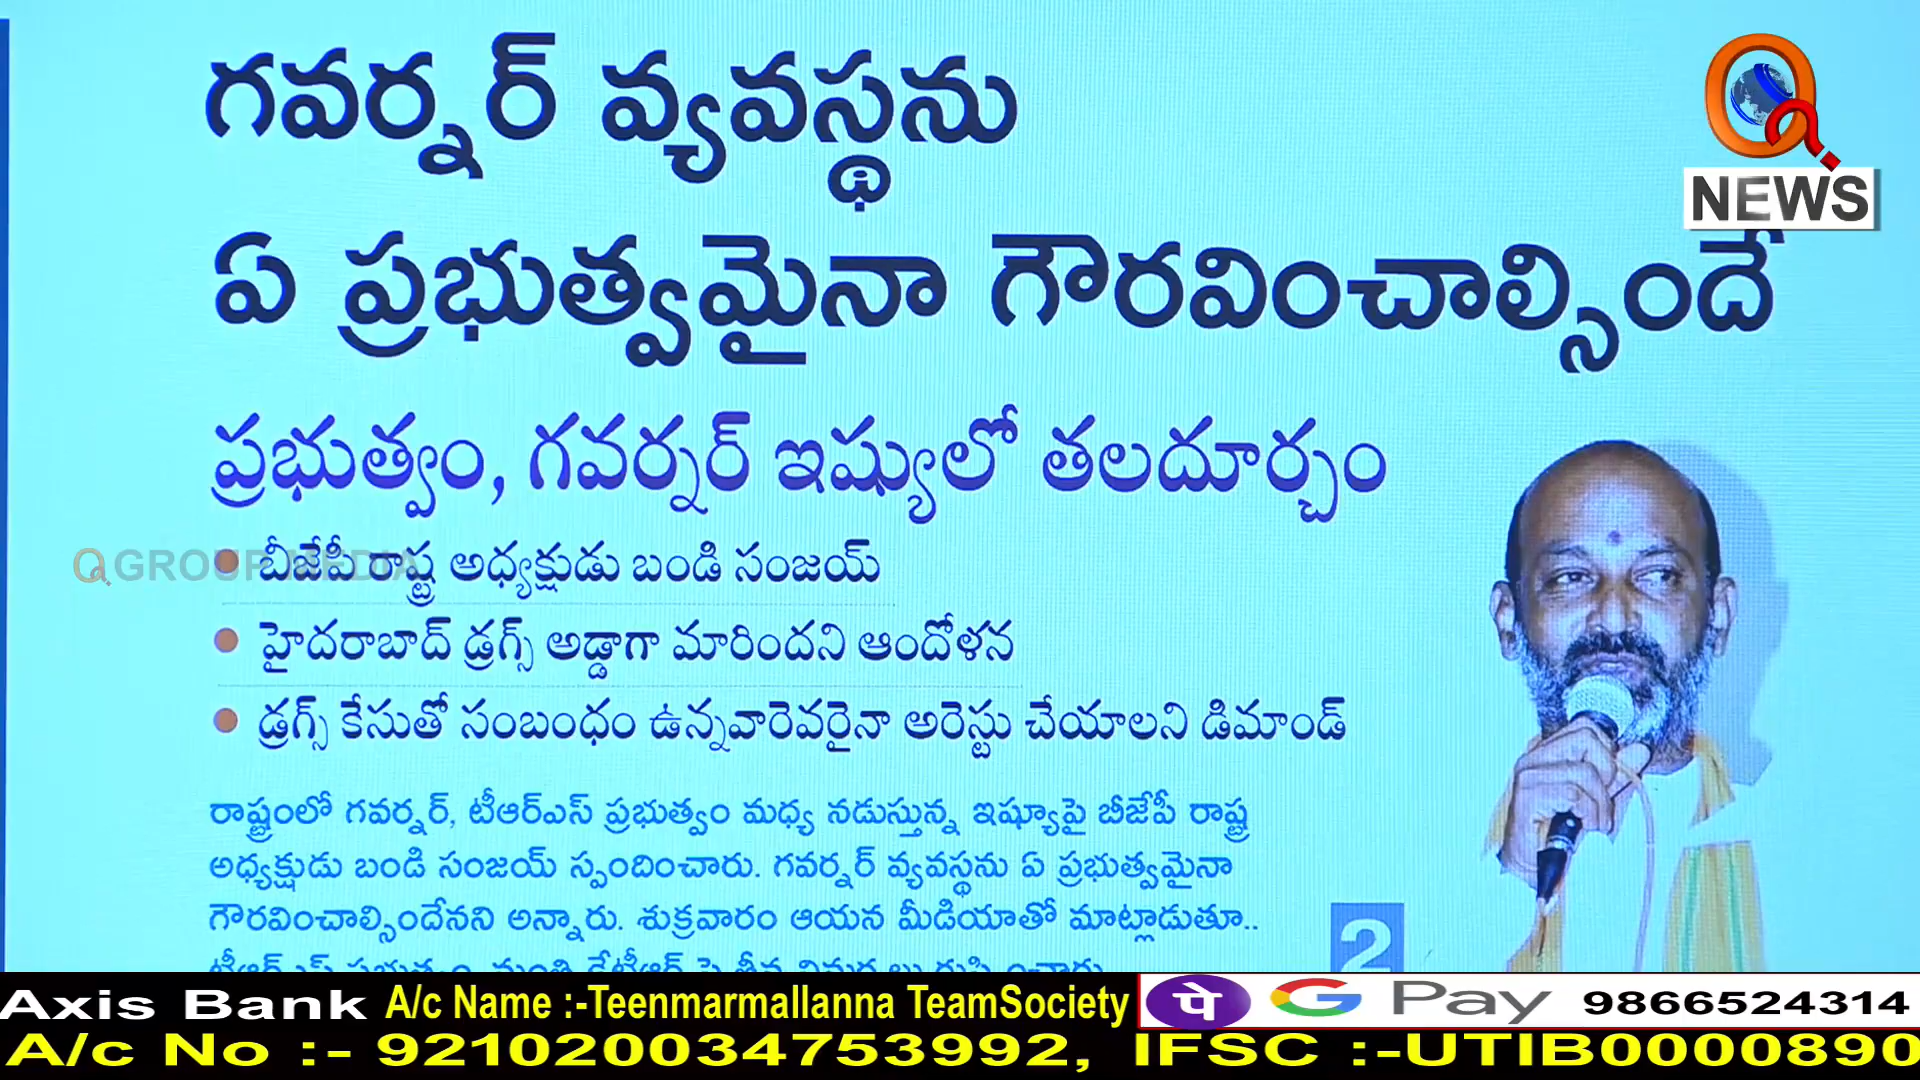 గవర్నర్ వ్యవస్థను
ఏ ప్రభుత్వమైనా గౌరవించాల్సిందే
ప్రభుత్వం, గవర్నర్ ఇష్యులో తలదూర్చం
• బీజేపీ రాష్ట్ర అధ్యక్షుడు బండి సంజయ్
• హైదరాబాద్ డ్రగ్స్ అడ్డాగా మారిందని ఆందోళన
• డ్రగ్స్ కేసుతో సంబంధం ఉన్నవారెవరైనా అరెస్టు చేయాలని డిమాండ్
రాష్ట్రంలో గవర్నర్, టీఆర్ఎస్ ప్రభుత్వం మధ్య నడుస్తున్న ఇష్యూపై బీజేపీ రాష్ట్ర
అధ్యక్షుడు బండి సంజయ్ స్పందించారు. గవర్నర్ వ్యవస్థను ఏ ప్రభుత్వమైనా
గౌరవించాల్సిందేనని అన్నారు. శుక్రవారం ఆయన మీడియాతో మాట్లాడుతూ..
2
Q
NEWS
Q GROUP MEDIA
Axis Bank A/c Name :-Teenmarmallanna TeamSociety
पे G Pay 9866524314
A/c No :- 921020034753992, IFSC :-UTIB0000890